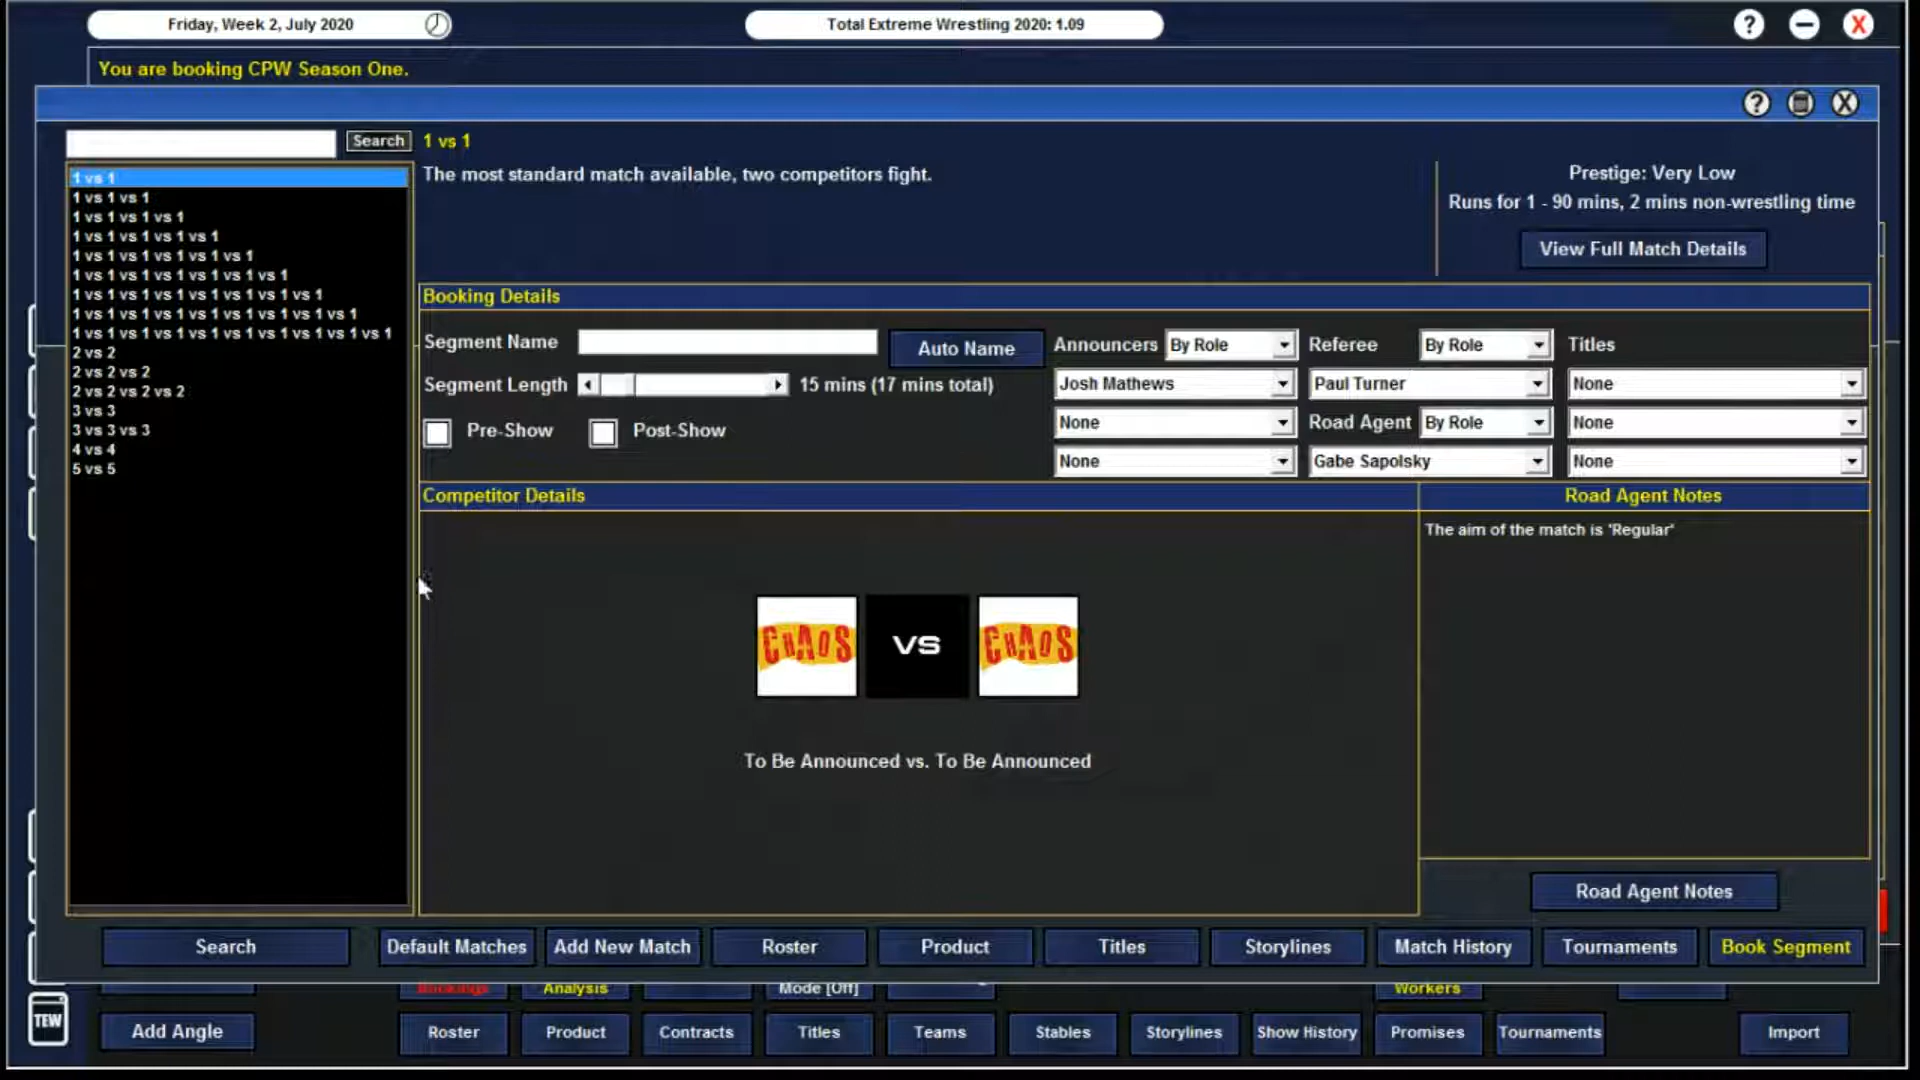 Friday, Week 2, July 2020
Total Extreme Wrestling 2020: 1.09
?
X
You are booking CPW Season One.
?
X
Search
1 vs 1
The most standard match available, two competitors fight.
Prestige: Very Low
Runs for 1 - 90 mins, 2 mins non-wrestling time
View Full Match Details
1 vs 1
1 vs 1 vs 1
1 vs 1 vs 1 vs 1
1 vs 1 vs 1 vs 1 vs 1
1 vs 1 vs 1 vs 1 vs 1 vs 1
1 vs 1 vs 1 vs 1 vs 1 vs 1 vs 1
1 vs 1 vs 1 vs 1 vs 1 vs 1 vs 1 vs 1
1 vs 1 vs 1 vs 1 vs 1 vs 1 vs 1 vs 1 vs 1
1 vs 1 vs 1 vs 1 vs 1 vs 1 vs 1 vs 1 vs 1 vs 1
2 vs 2
2 vs 2 vs 2
2 vs 2 vs 2 vs 2
3 vs 3
3 vs 3 vs 3
4 vs 4
5 vs 5
Booking Details
Segment Name
Auto Name
Announcers By Role
Referee By Role
Titles
Segment Length
15 mins (17 mins total)
Josh Mathews
Paul Turner
None
Pre-Show
Post-Show
None
Road Agent By Role
None
None
Gabe Sapolsky
None
Competitor Details
Road Agent Notes
The aim of the match is 'Regular'
CHAOS
VS
CHAOS
To Be Announced vs. To Be Announced
Road Agent Notes
Search
Default Matches
Add New Match
Roster
Product
Titles
Storylines
Match History
Tournaments
Book Segment
Bookings
Analysis
Mode [Off]
Workers
TEW
Add Angle
Roster
Product
Contracts
Titles
Teams
Stables
Storylines
Show History
Promises
Tournaments
Import